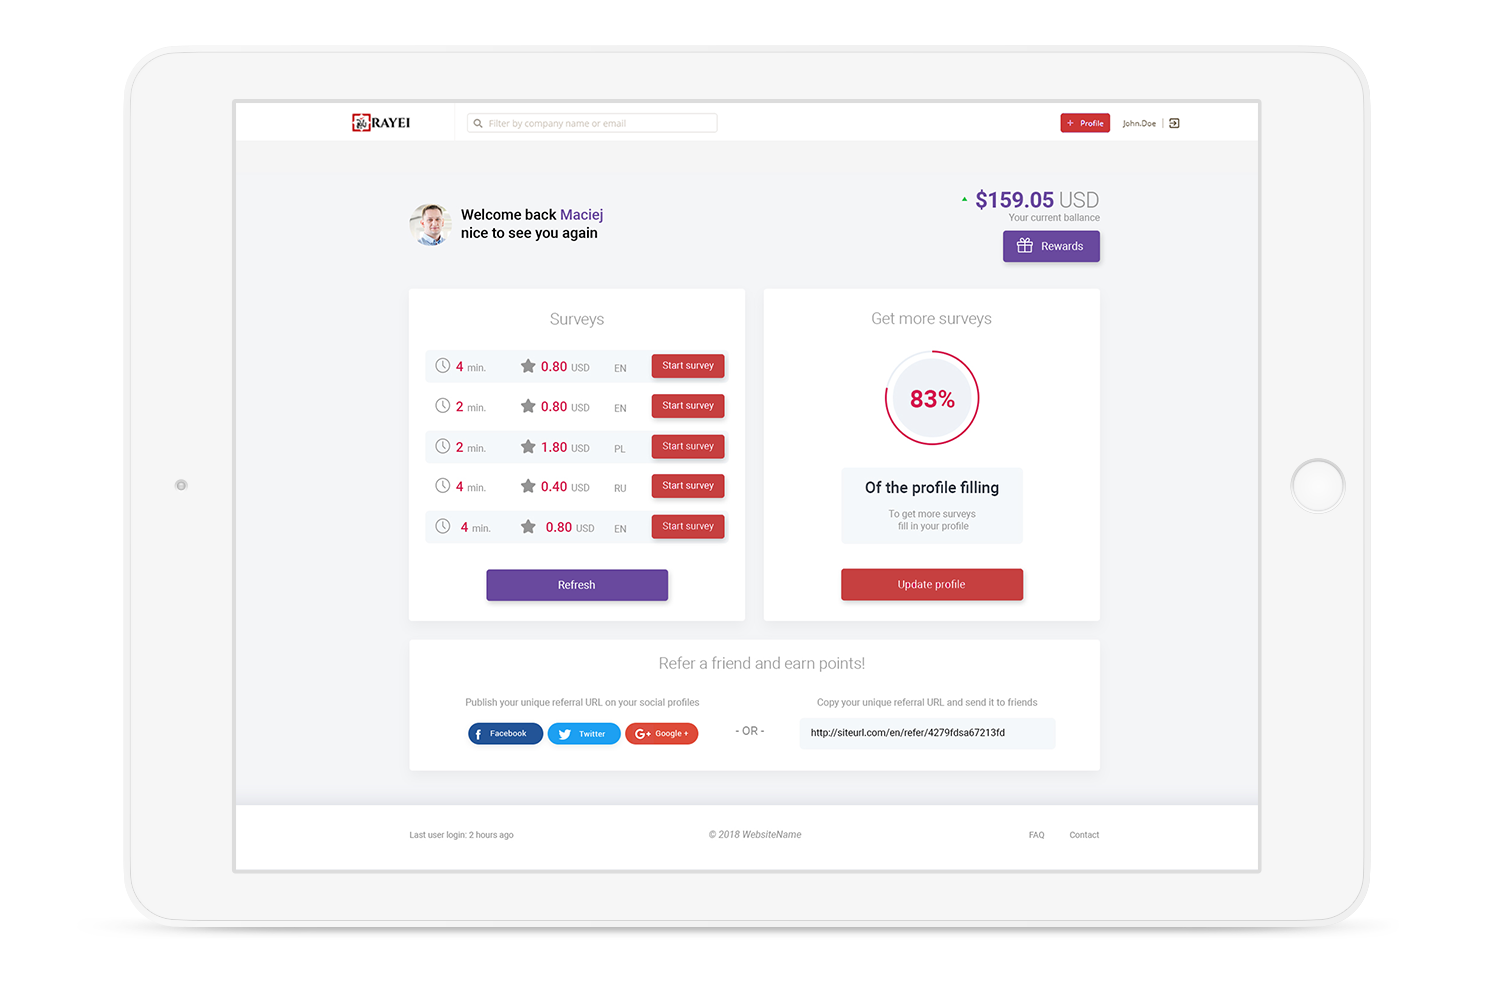 RAYEI
Filter by company name or email
+ Profile
John.Doe
Welcome back Maciej
nice to see you again
$159.05 USD
Your current ballance
Rewards
Surveys
4 min. 0.80 USD EN Start survey
2 min. 0.80 USD EN Start survey
2 min. 1.80 USD PL Start survey
4 min. 0.40 USD RU Start survey
4 min. 0.80 USD EN Start survey
Refresh
Get more surveys
83%
Of the profile filling
To get more surveys
fill in your profile
Update profile
Refer a friend and earn points!
Publish your unique referral URL on your social profiles
Facebook
Twitter
G+ Google +
- OR -
Copy your unique referral URL and send it to friends
http://siteurl.com/en/refer/4279fdsa67213fd
Last user login: 2 hours ago
© 2018 WebsiteName
FAQ
Contact